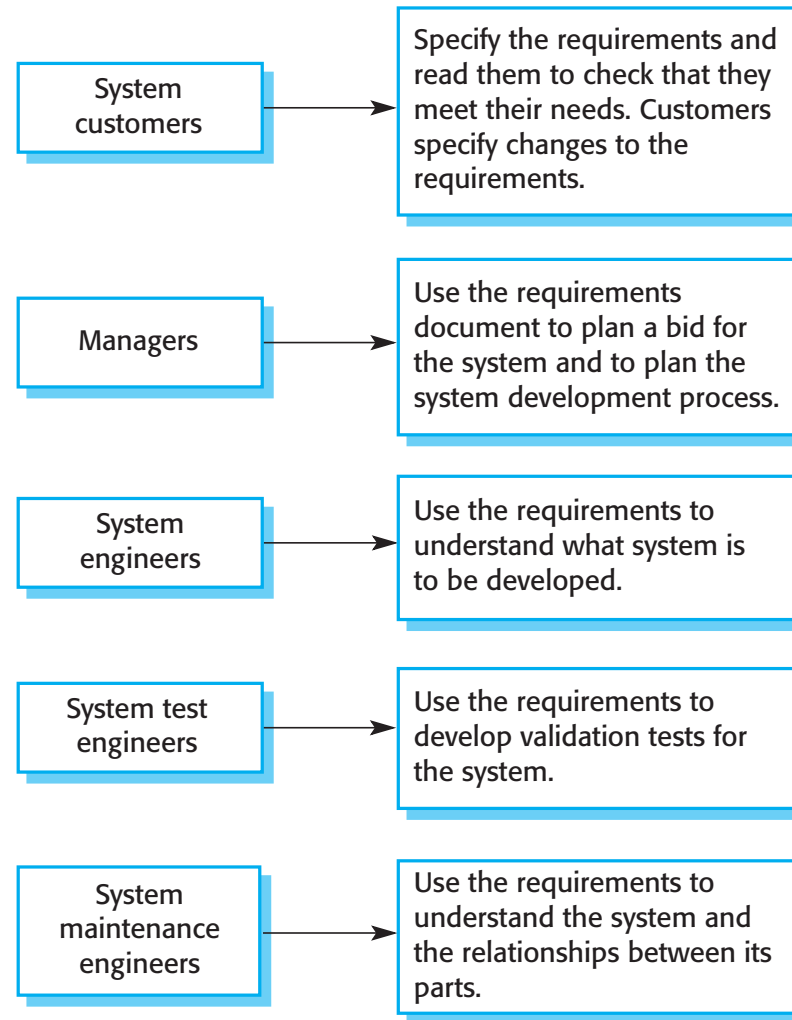 System
customers
Specify the requirements and
read them to check that they
meet their needs. Customers
specify changes to the
requirements.
Managers
Use the requirements
document to plan a bid for
the system and to plan the
system development process.
System
engineers
Use the requirements to
understand what system is
to be developed.
System test
engineers
Use the requirements to
develop validation tests for
the system.
System
maintenance
engineers
Use the requirements to
understand the system and
the relationships between its
parts.